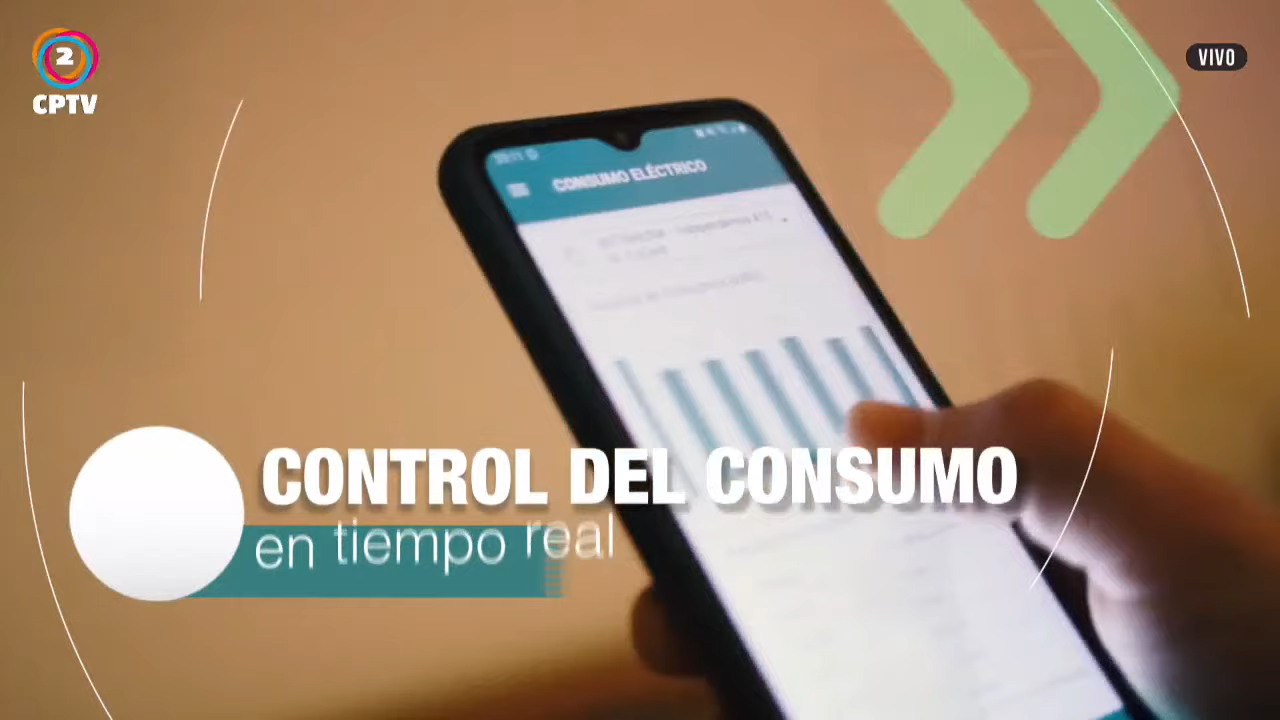 2
CPTV
VIVO
CONSUMO ELÉCTRICO
CONTROL DEL CONSUMO
en tiempo real